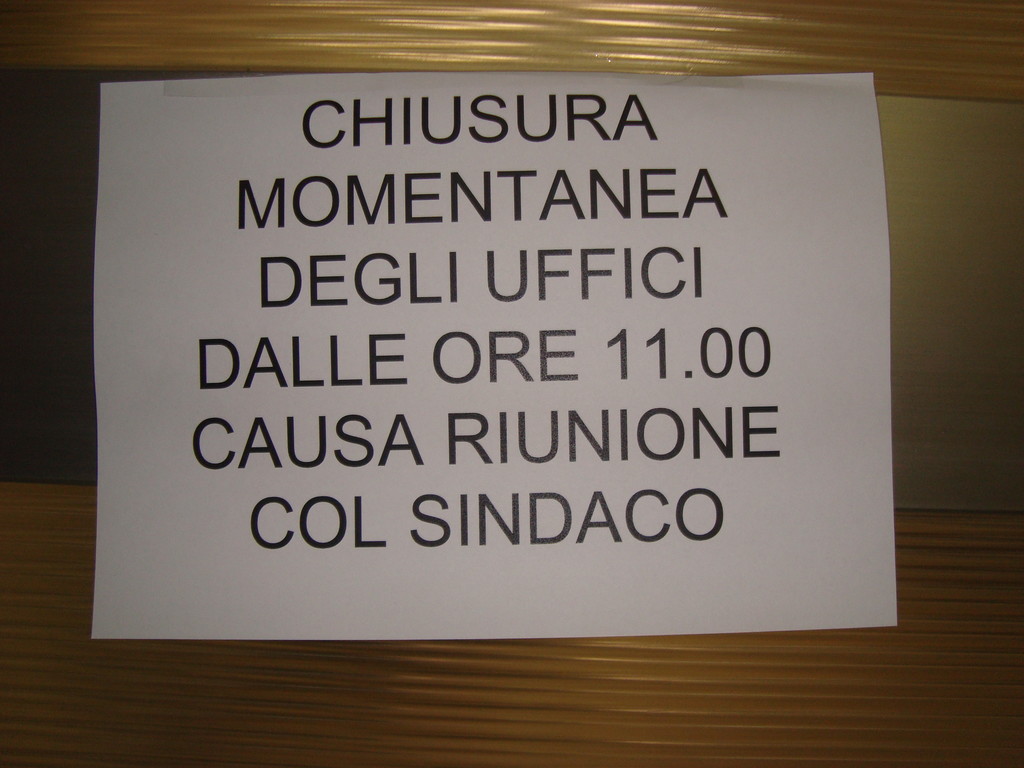 CHIUSURA
MOMENTANEA
DEGLI UFFICI
DALLE ORE 11.00
CAUSA RIUNIONE
COL SINDACO